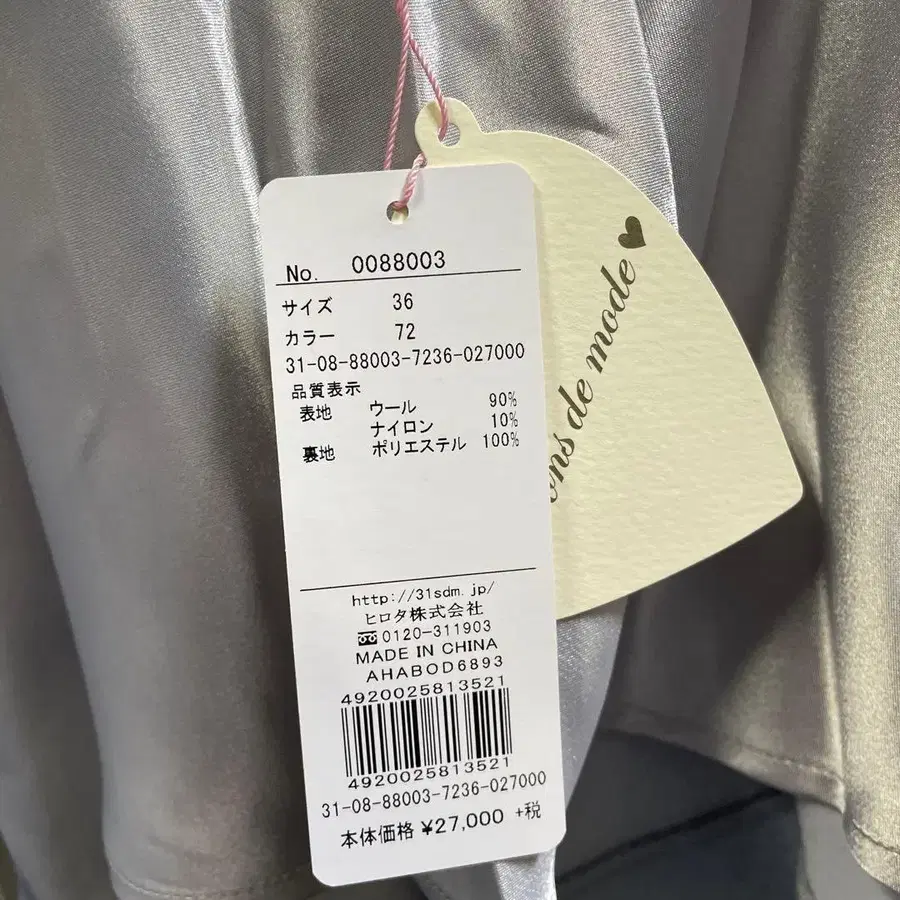 No. 0088003
サイズ 36
カラー 72
31-08-88003-7236-027000
品質表示
表地 ウール 90%
ナイロン 10%
裏地 ポリエステル 100%
http://31sdm.jp/
ヒロタ株式会社
0120-311903
MADE IN CHINA
AHABOD6893
4920025813521
4920025813521
31-08-88003-7236-027000
本体価格 ¥27,000 +税
ons de mode